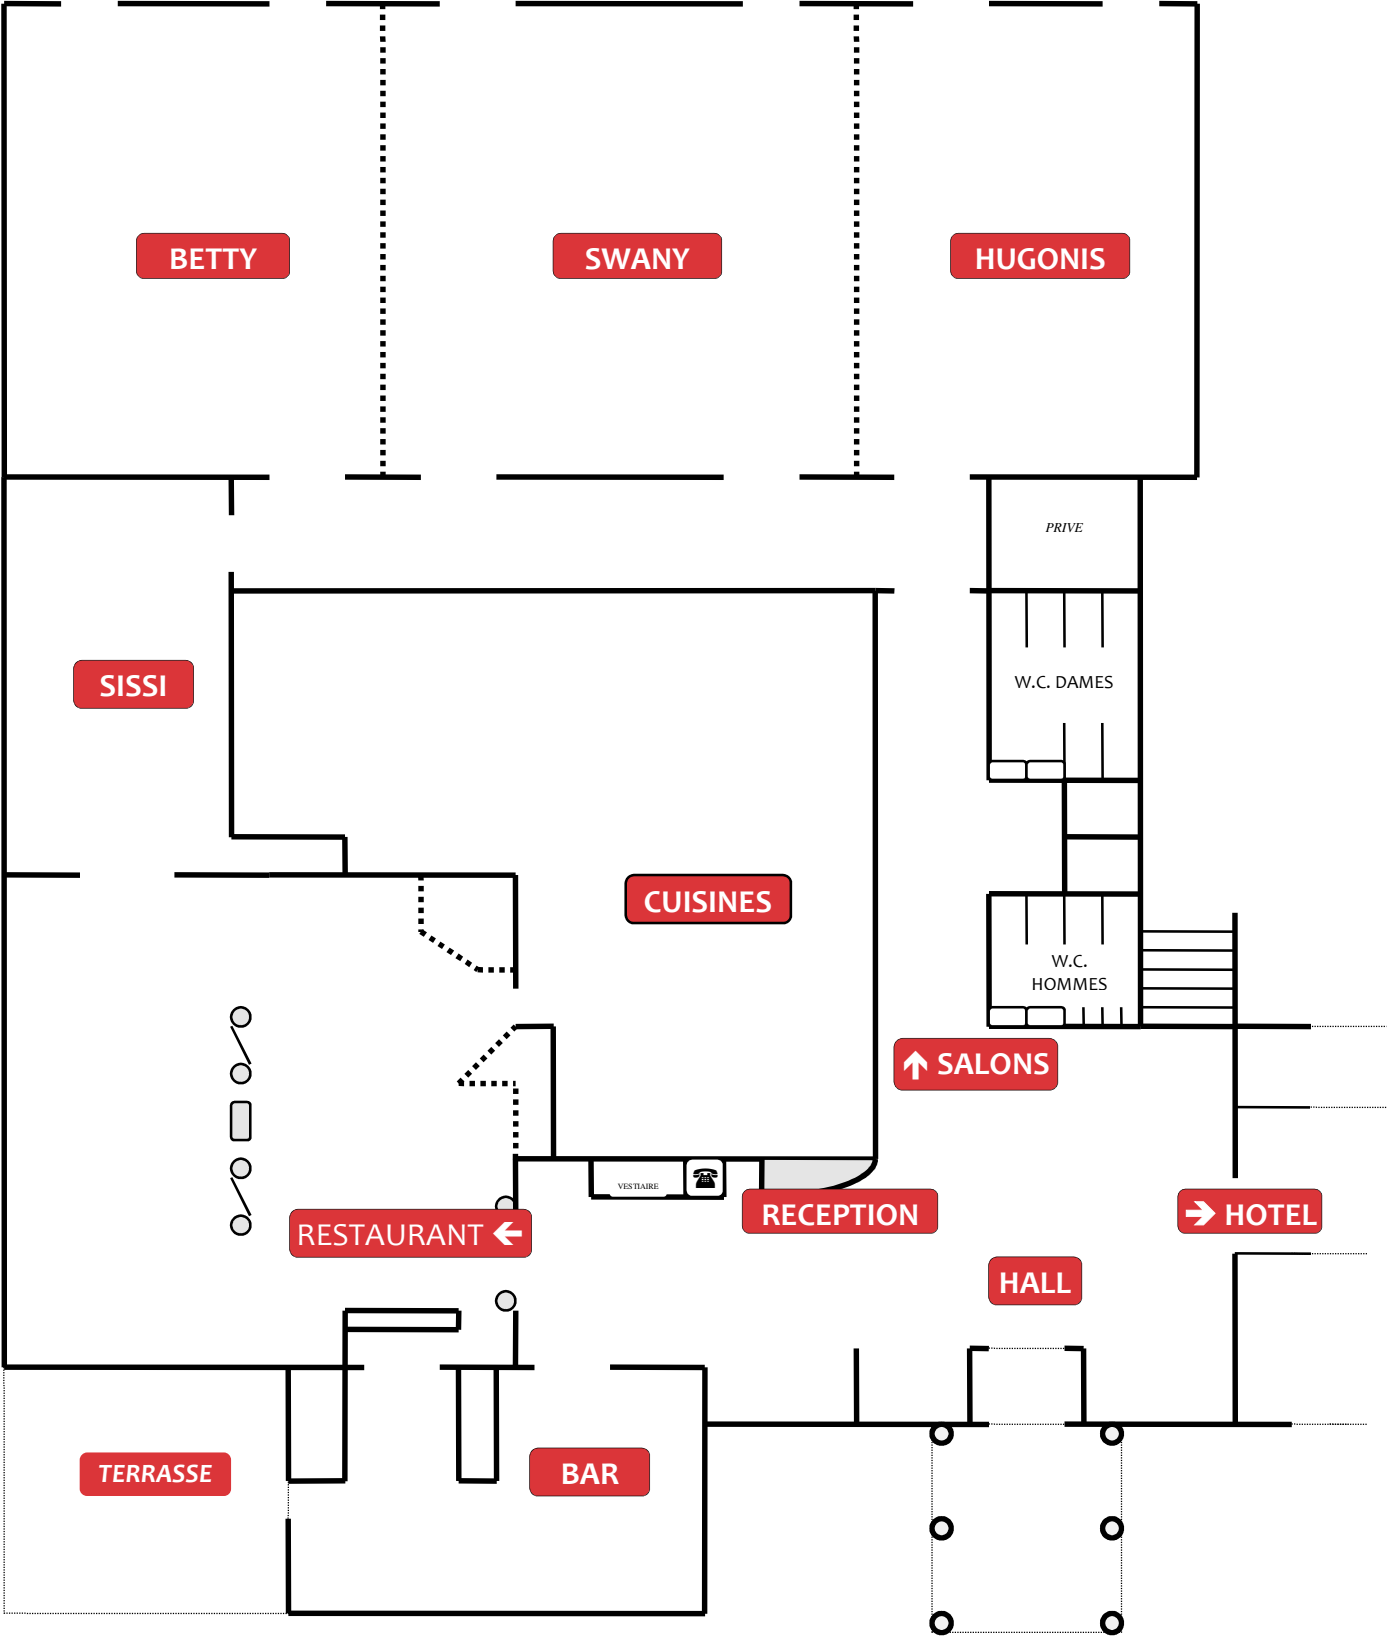 BETTY
SWANY
HUGONIS
PRIVE
SISSI
W.C. DAMES
CUISINES
W.C.
HOMMES
SALONS
VESTIAIRE
RECEPTION
HOTEL
RESTAURANT
HALL
TERRASSE
BAR